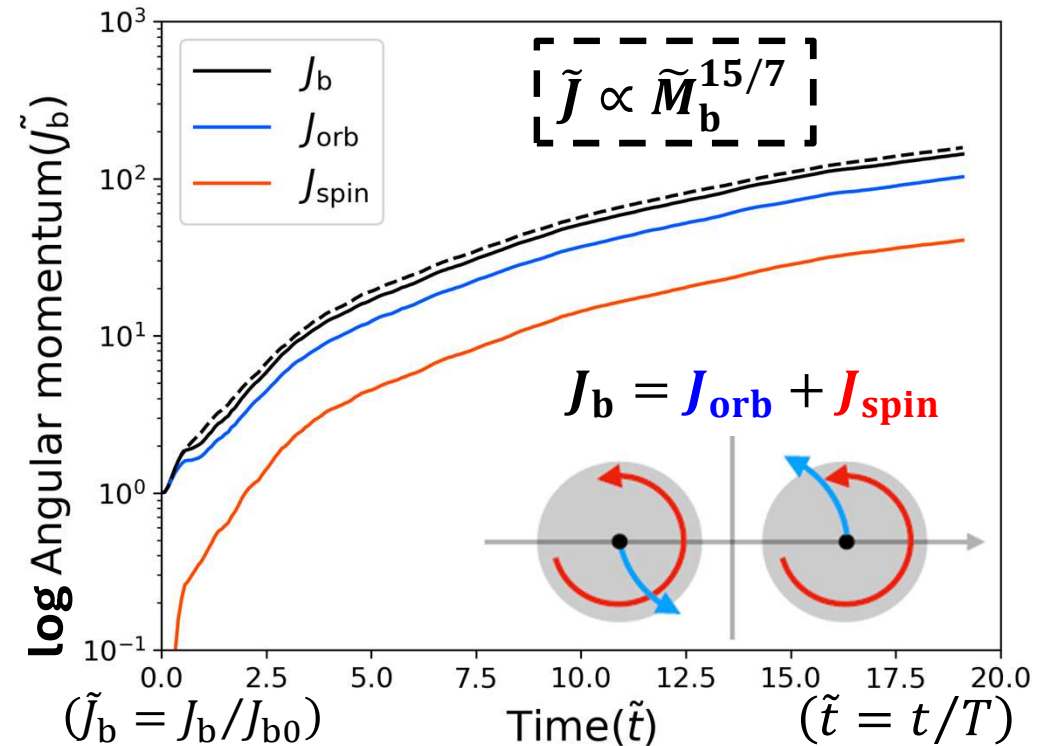 10³
10²
10¹
10⁰
10⁻¹
log Angular momentum(J̃_b)
J_b
J_orb
J_spin
J̃ ∝ M̃_b^{15/7}
J_b = J_orb + J_spin
0.0 2.5 5.0 7.5 10.0 12.5 15.0 17.5 20.0
(J̃_b = J_b/J_b0) Time(t̃) (t̃ = t/T)